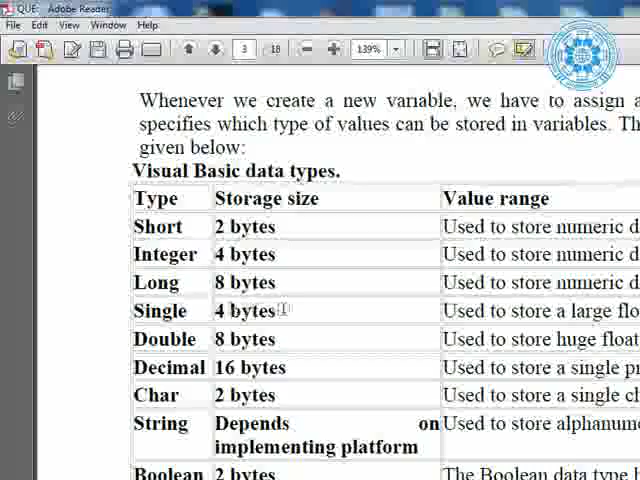 QUE: - Adobe Reader
File Edit View Window Help
3 / 18 139%
Whenever we create a new variable, we have to assign a
specifies which type of values can be stored in variables. Th
given below:
Visual Basic data types.
Type Storage size Value range
Short 2 bytes Used to store numeric d
Integer 4 bytes Used to store numeric d
Long 8 bytes Used to store numeric d
Single 4 bytes Used to store a large flo
Double 8 bytes Used to store huge float
Decimal 16 bytes Used to store a single pr
Char 2 bytes Used to store a single ch
String Depends on Used to store alphanume
implementing platform
Boolean 2 bytes The Boolean data type h